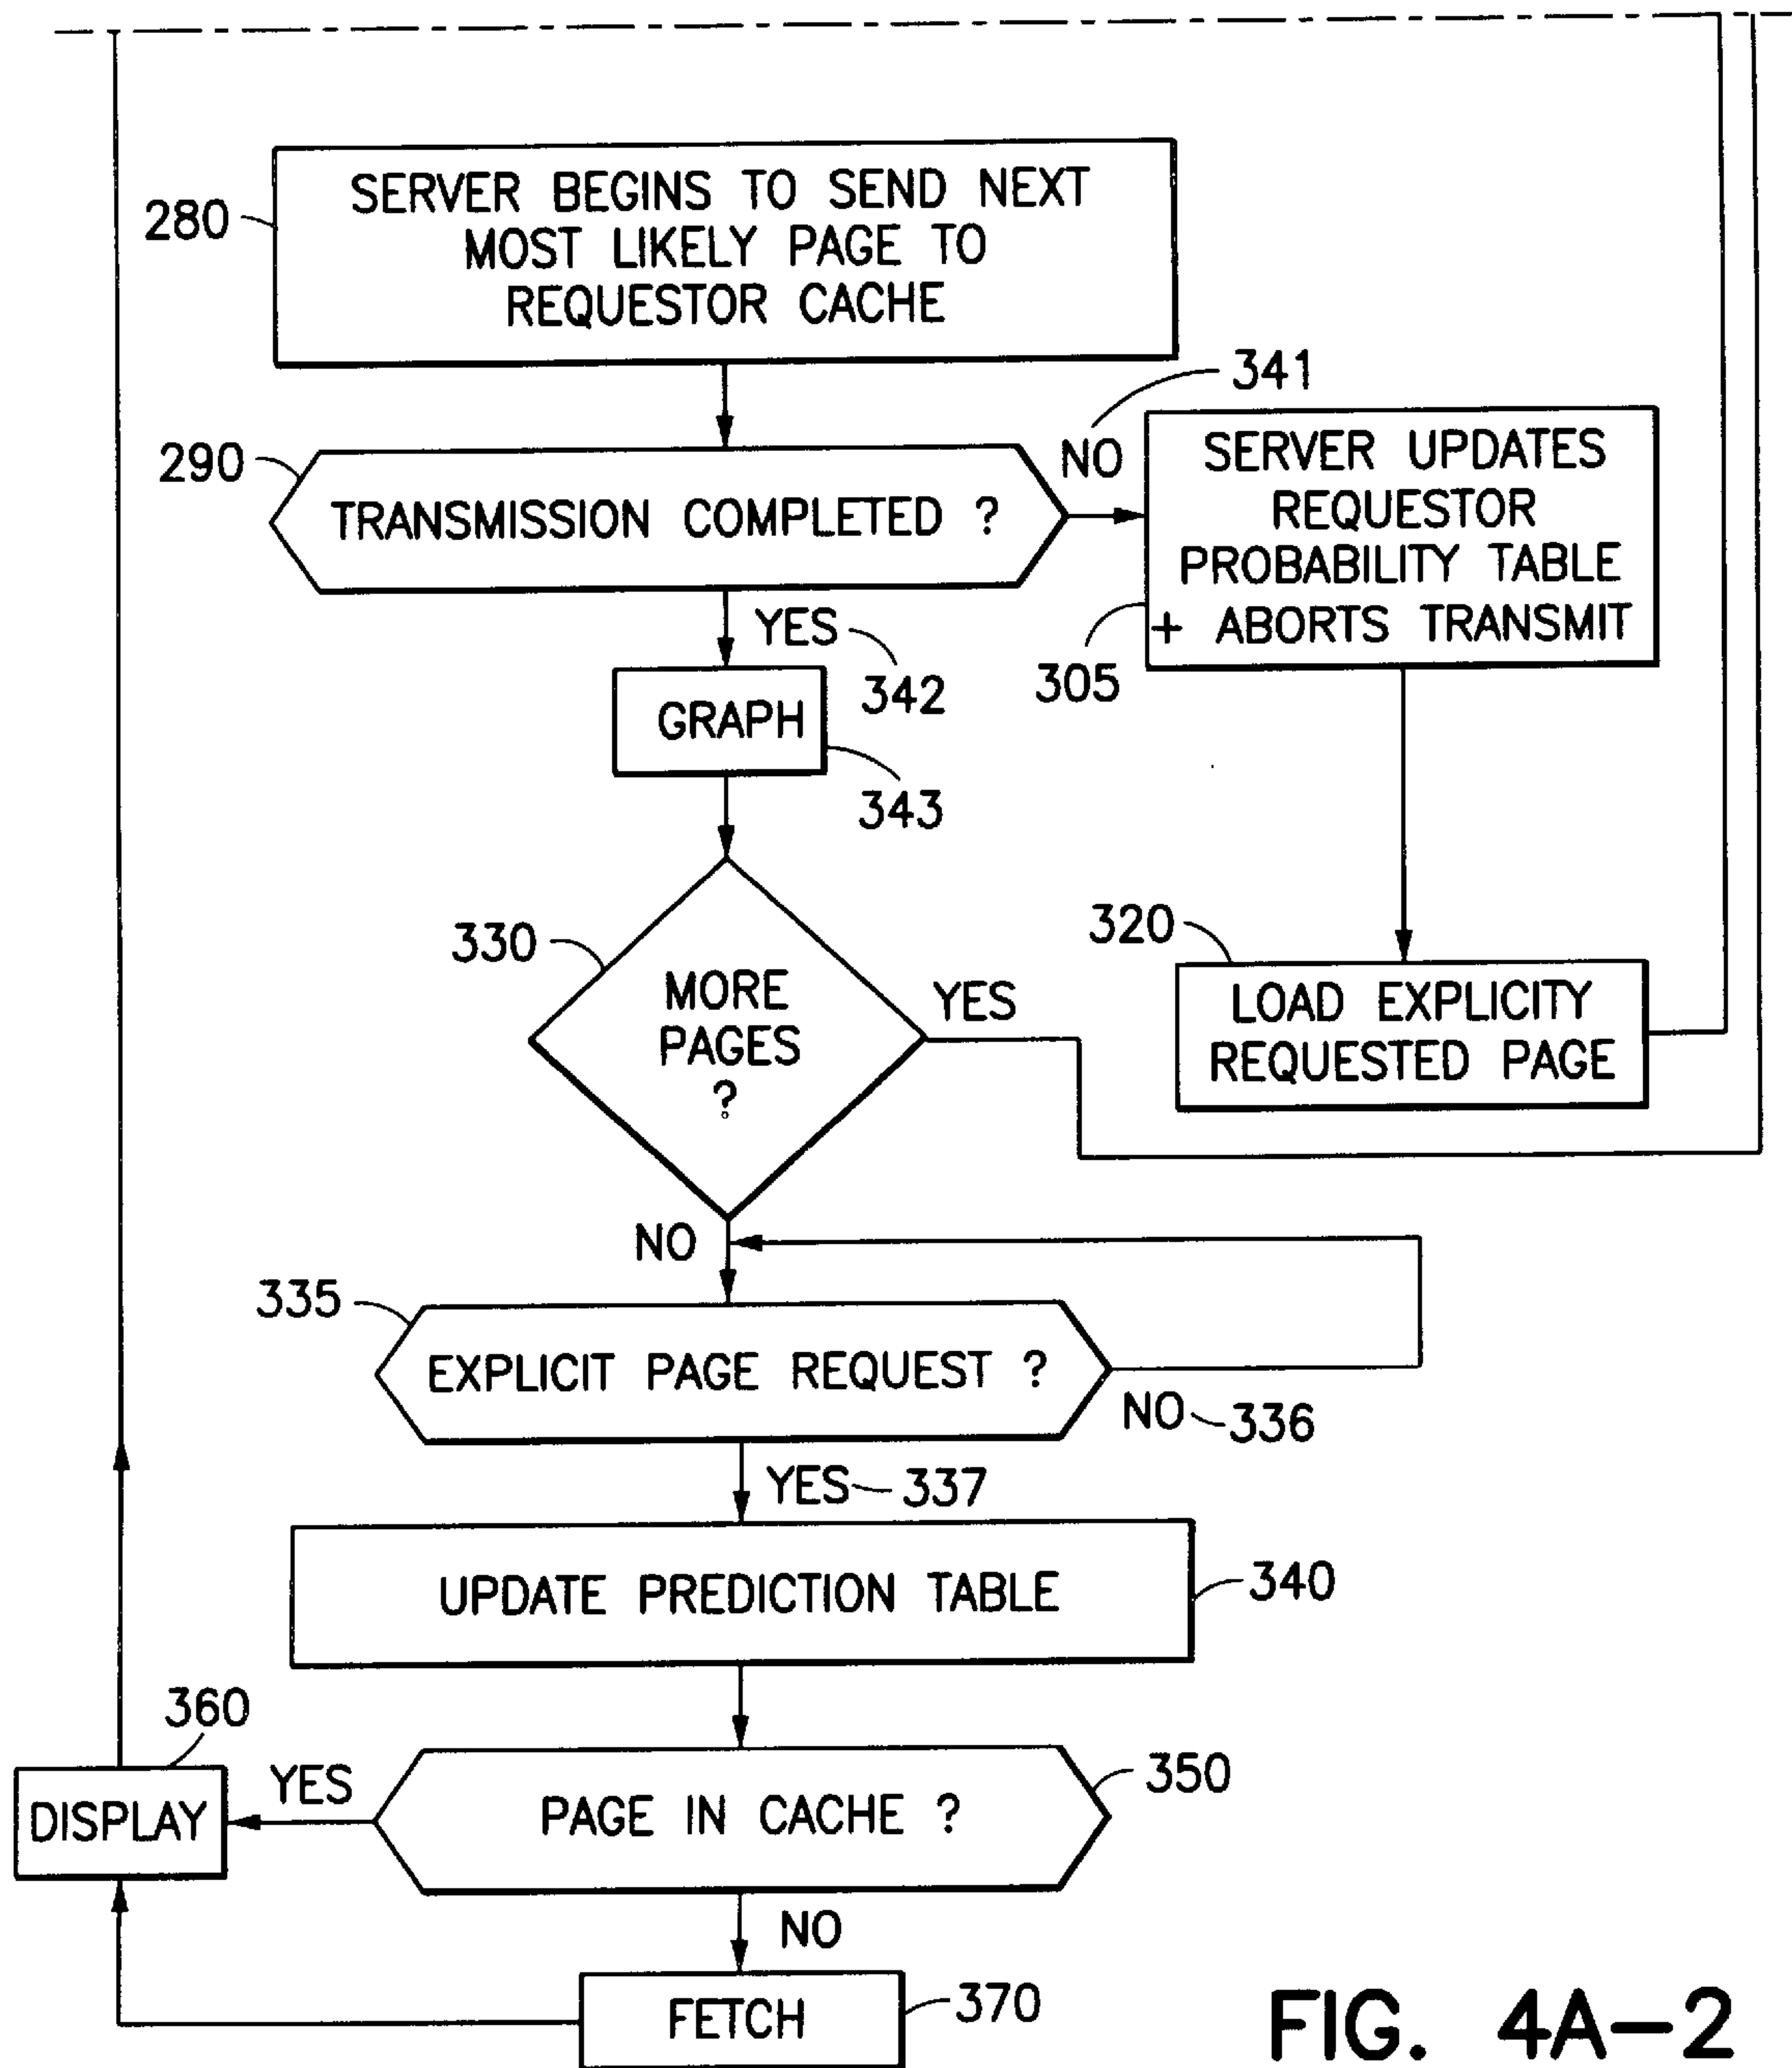 280
SERVER BEGINS TO SEND NEXT
MOST LIKELY PAGE TO
REQUESTOR CACHE
341
290
TRANSMISSION COMPLETED ?
NO
SERVER UPDATES
REQUESTOR
PROBABILITY TABLE
+ ABORTS TRANSMIT
305
YES
342
GRAPH
343
330
MORE
PAGES
?
YES
320
LOAD EXPLICITY
REQUESTED PAGE
NO
335
EXPLICIT PAGE REQUEST ?
NO 336
YES 337
UPDATE PREDICTION TABLE
340
360
DISPLAY
YES
PAGE IN CACHE ?
350
NO
FETCH
370
FIG. 4A-2